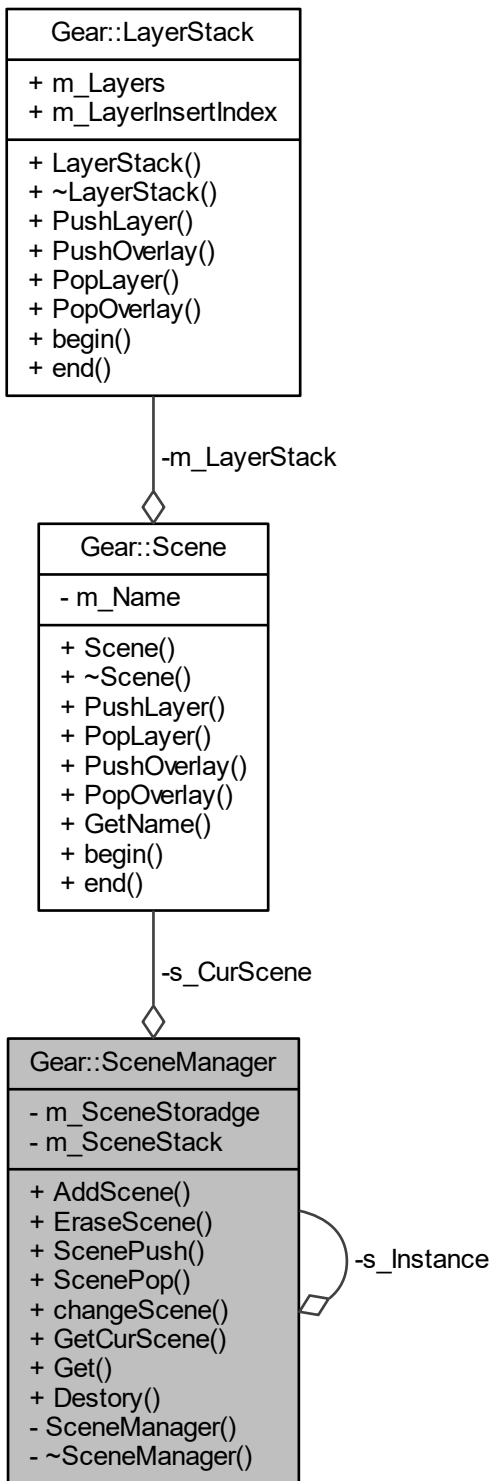 Gear::LayerStack
+ m_Layers
+ m_LayerInsertIndex
+ LayerStack()
+ ~LayerStack()
+ PushLayer()
+ PushOverlay()
+ PopLayer()
+ PopOverlay()
+ begin()
+ end()
-m_LayerStack
Gear::Scene
- m_Name
+ Scene()
+ ~Scene()
+ PushLayer()
+ PopLayer()
+ PushOverlay()
+ PopOverlay()
+ GetName()
+ begin()
+ end()
-s_CurScene
Gear::SceneManager
- m_SceneStoradge
- m_SceneStack
+ AddScene()
+ EraseScene()
+ ScenePush()
+ ScenePop()
+ changeScene()
+ GetCurScene()
+ Get()
+ Destory()
- SceneManager()
- ~SceneManager()
-s_Instance